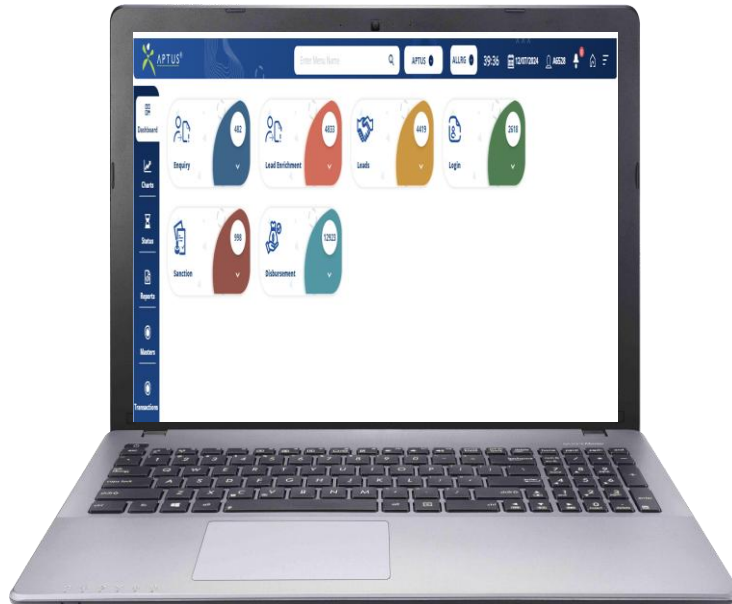 APTUS®
Enter Menu Name
APTUS
ALLRG
39:36
12/07/2024
A6528
Dashboard
Charts
Status
Reports
Masters
Transactions
Enquiry
482
Lead Enrichment
4833
Leads
4419
Login
2618
Sanction
998
Disbursement
12923